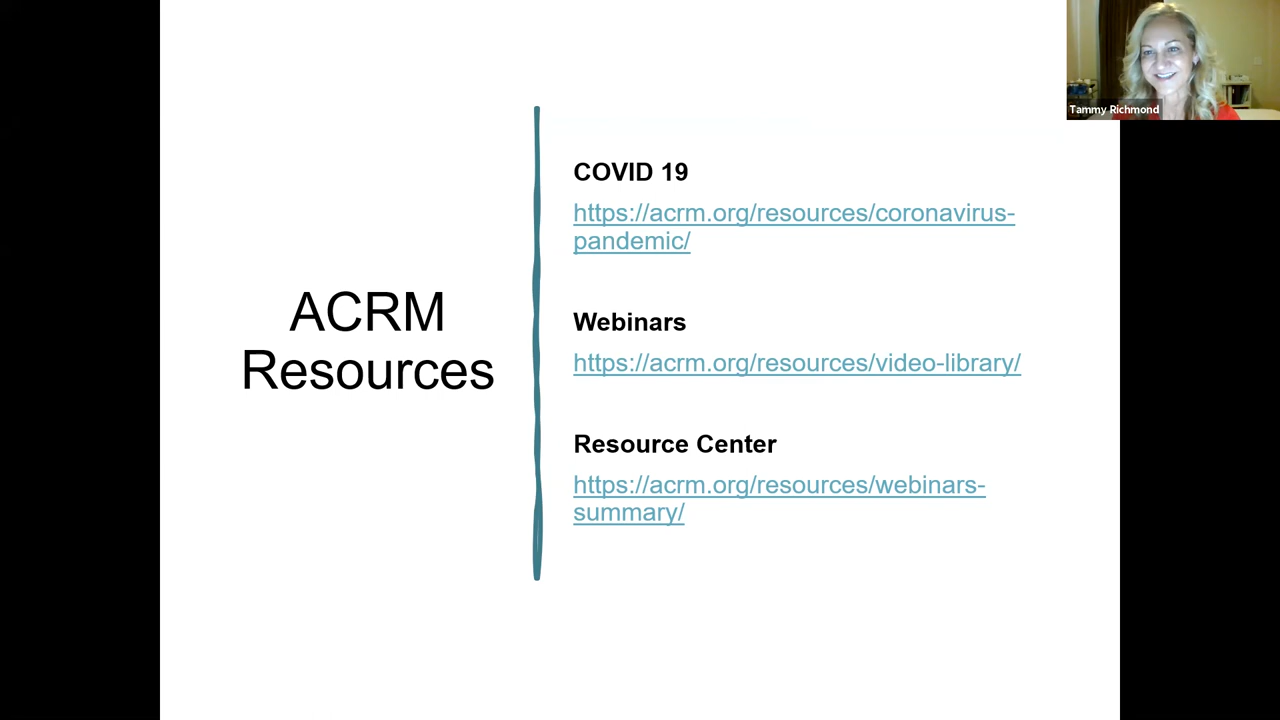 Tammy Richmond
ACRM
Resources
COVID 19
https://acrm.org/resources/coronavirus-
pandemic/
Webinars
https://acrm.org/resources/video-library/
Resource Center
https://acrm.org/resources/webinars-
summary/